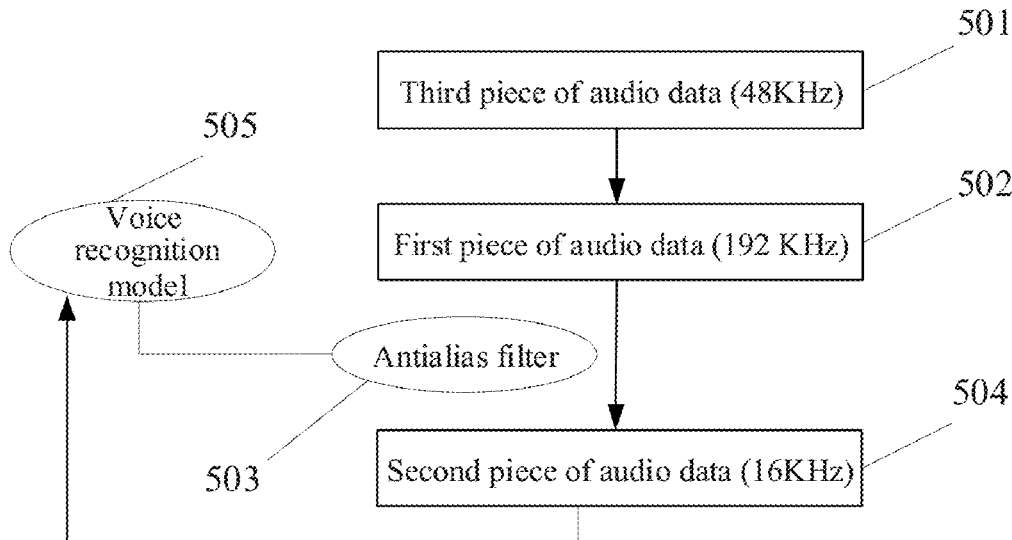 501
Third piece of audio data (48KHz)
505
502
Voice
recognition
model
First piece of audio data (192 KHz)
Antialias filter
504
503
Second piece of audio data (16KHz)